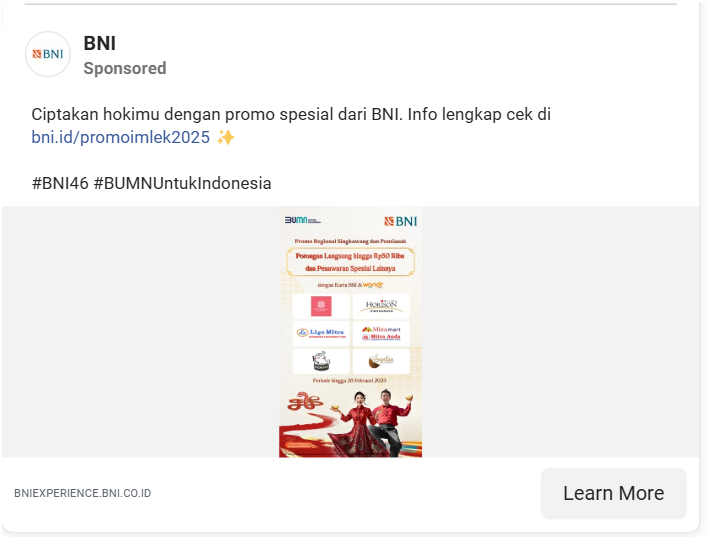 BNI
BNI
Sponsored
Ciptakan hokimu dengan promo spesial dari BNI. Info lengkap cek di
bni.id/promoimlek2025 ✨
#BNI46 #BUMNUntukIndonesia
BUMN
BNI
Promo Regional Singkawang dan Pontianak
Potongan Langsung hingga Rp50 Ribu
dan Penawaran Spesial Lainnya
dengan Kartu BNI & wondr
HORISON
Ligo Mitra
Miramart
Mitra Anda
Periode hingga 28 Februari 2025
BNIEXPERIENCE.BNI.CO.ID
Learn More